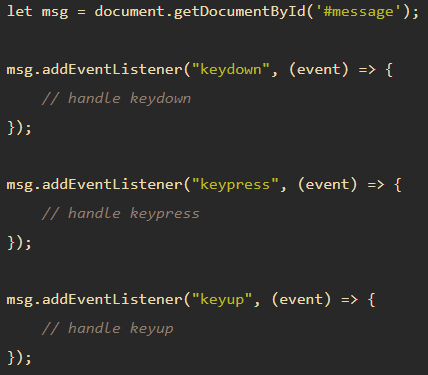 let msg = document.getDocumentById('#message');
msg.addEventListener("keydown", (event) => {
    // handle keydown
});
msg.addEventListener("keypress", (event) => {
    // handle keypress
});
msg.addEventListener("keyup", (event) => {
    // handle keyup
});